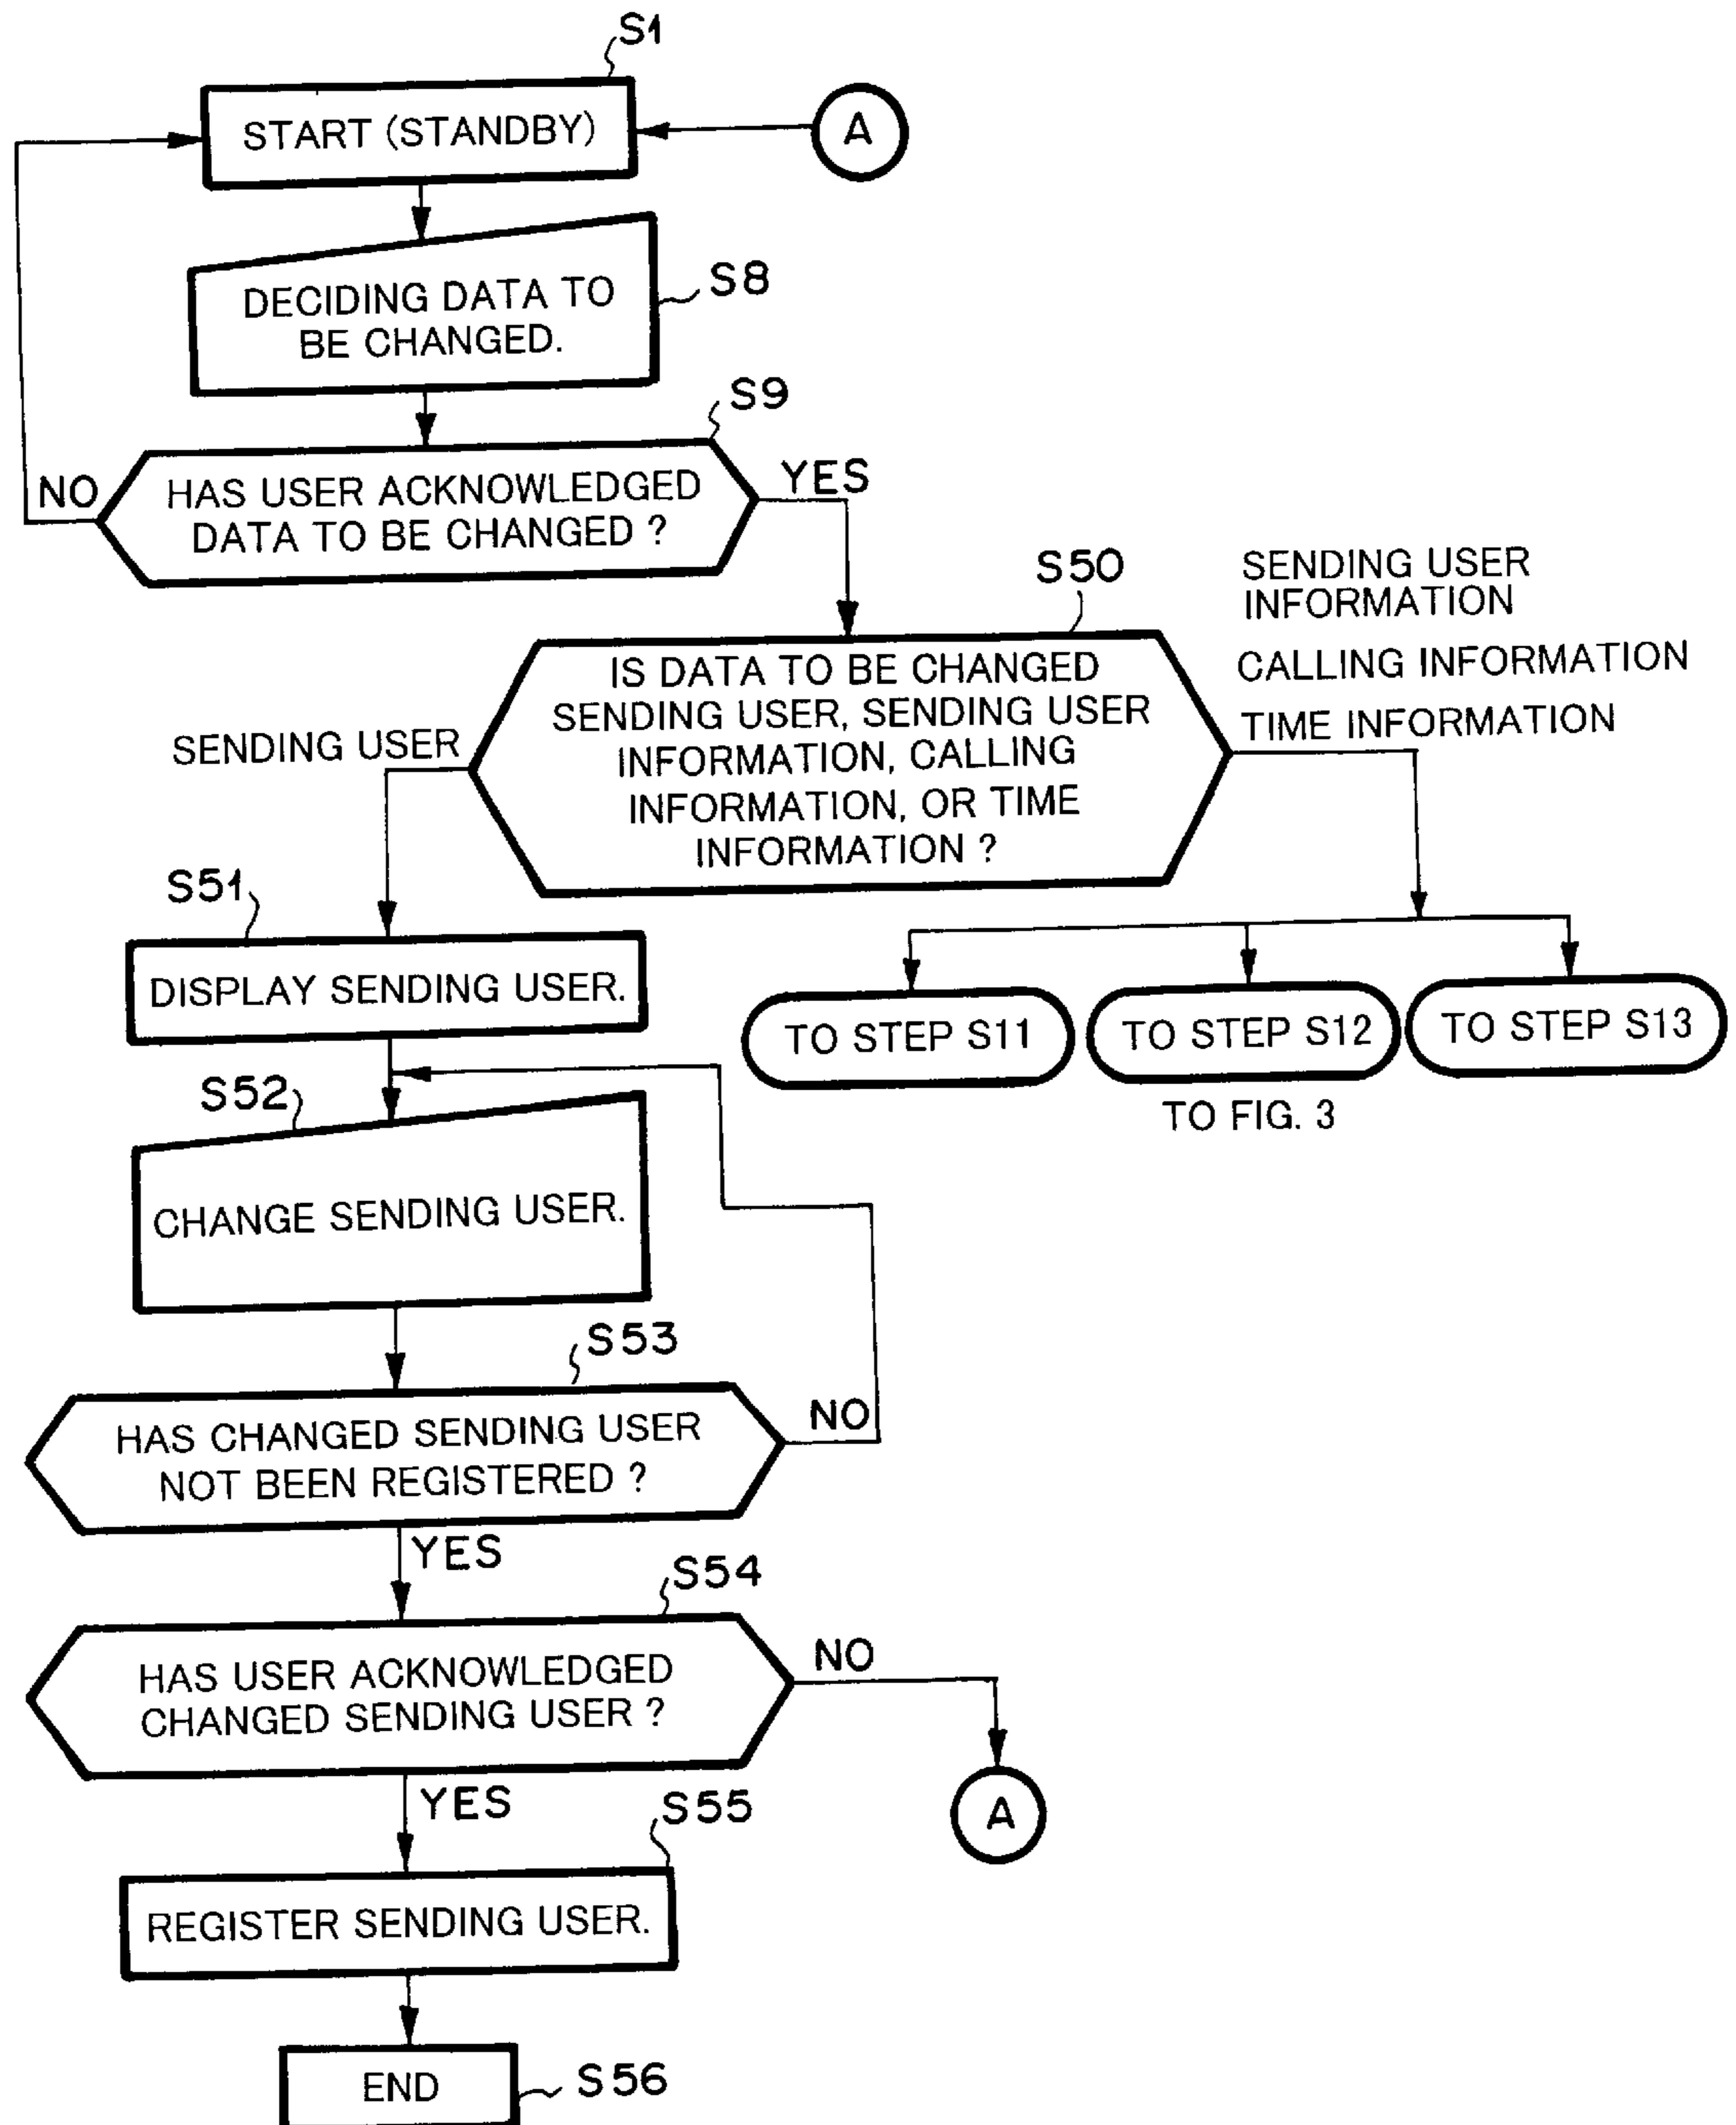 S1
START (STANDBY)
A
DECIDING DATA TO
BE CHANGED.
S8
S9
NO
HAS USER ACKNOWLEDGED
DATA TO BE CHANGED ?
YES
S50
SENDING USER
INFORMATION
CALLING INFORMATION
TIME INFORMATION
IS DATA TO BE CHANGED
SENDING USER, SENDING USER
INFORMATION, CALLING
INFORMATION, OR TIME
INFORMATION ?
SENDING USER
S51
DISPLAY SENDING USER.
TO STEP S11
TO STEP S12
TO STEP S13
TO FIG. 3
S52
CHANGE SENDING USER.
S53
HAS CHANGED SENDING USER
NOT BEEN REGISTERED ?
NO
YES
S54
HAS USER ACKNOWLEDGED
CHANGED SENDING USER ?
NO
A
YES
S55
REGISTER SENDING USER.
END
S56